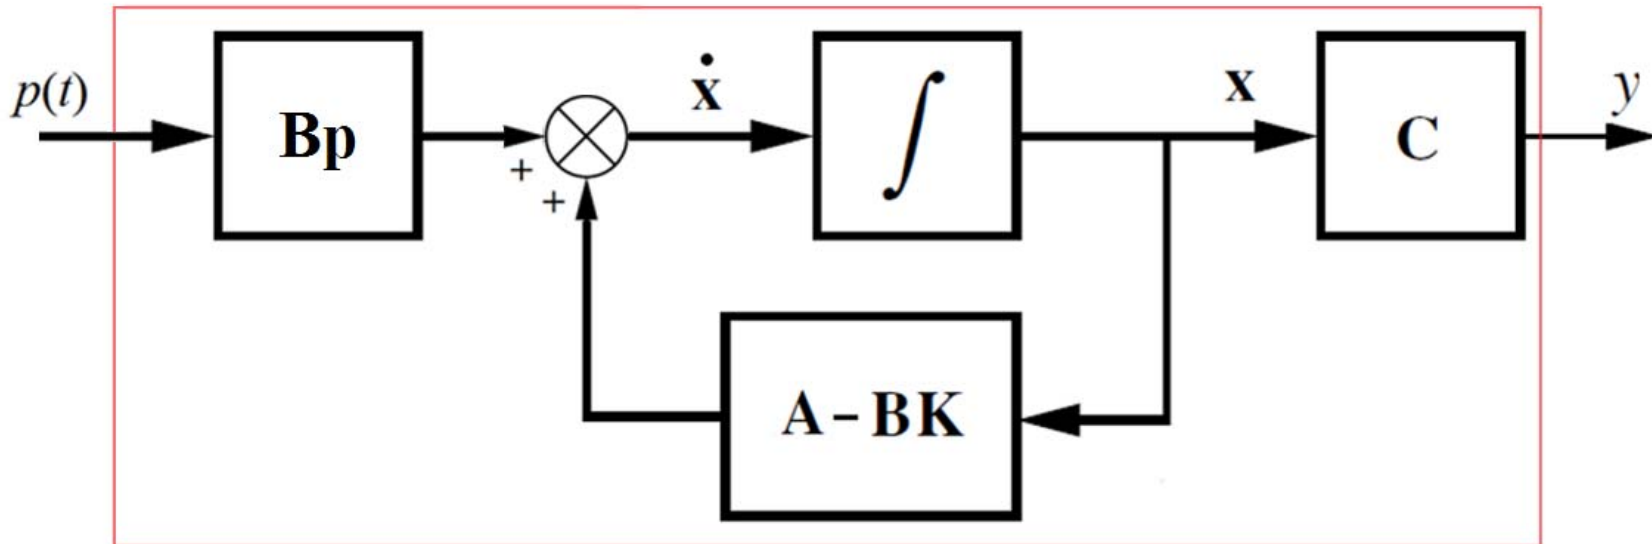 p(t)
Bp
ẋ
∫
x
C
y
+
+
A – BK